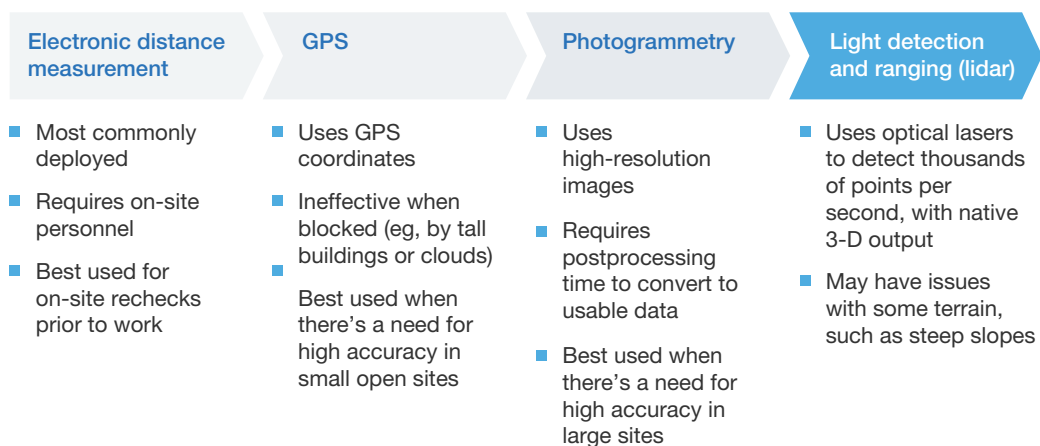 Electronic distance
measurement
Most commonly
deployed
Requires on-site
personnel
Best used for
on-site rechecks
prior to work
GPS
Uses GPS
coordinates
Ineffective when
blocked (eg, by tall
buildings or clouds)
Best used when
there’s a need for
high accuracy in
small open sites
Photogrammetry
Uses
high-resolution
images
Requires
postprocessing
time to convert to
usable data
Best used when
there’s a need for
high accuracy in
large sites
Light detection
and ranging (lidar)
Uses optical lasers
to detect thousands
of points per
second, with native
3-D output
May have issues
with some terrain,
such as steep slopes